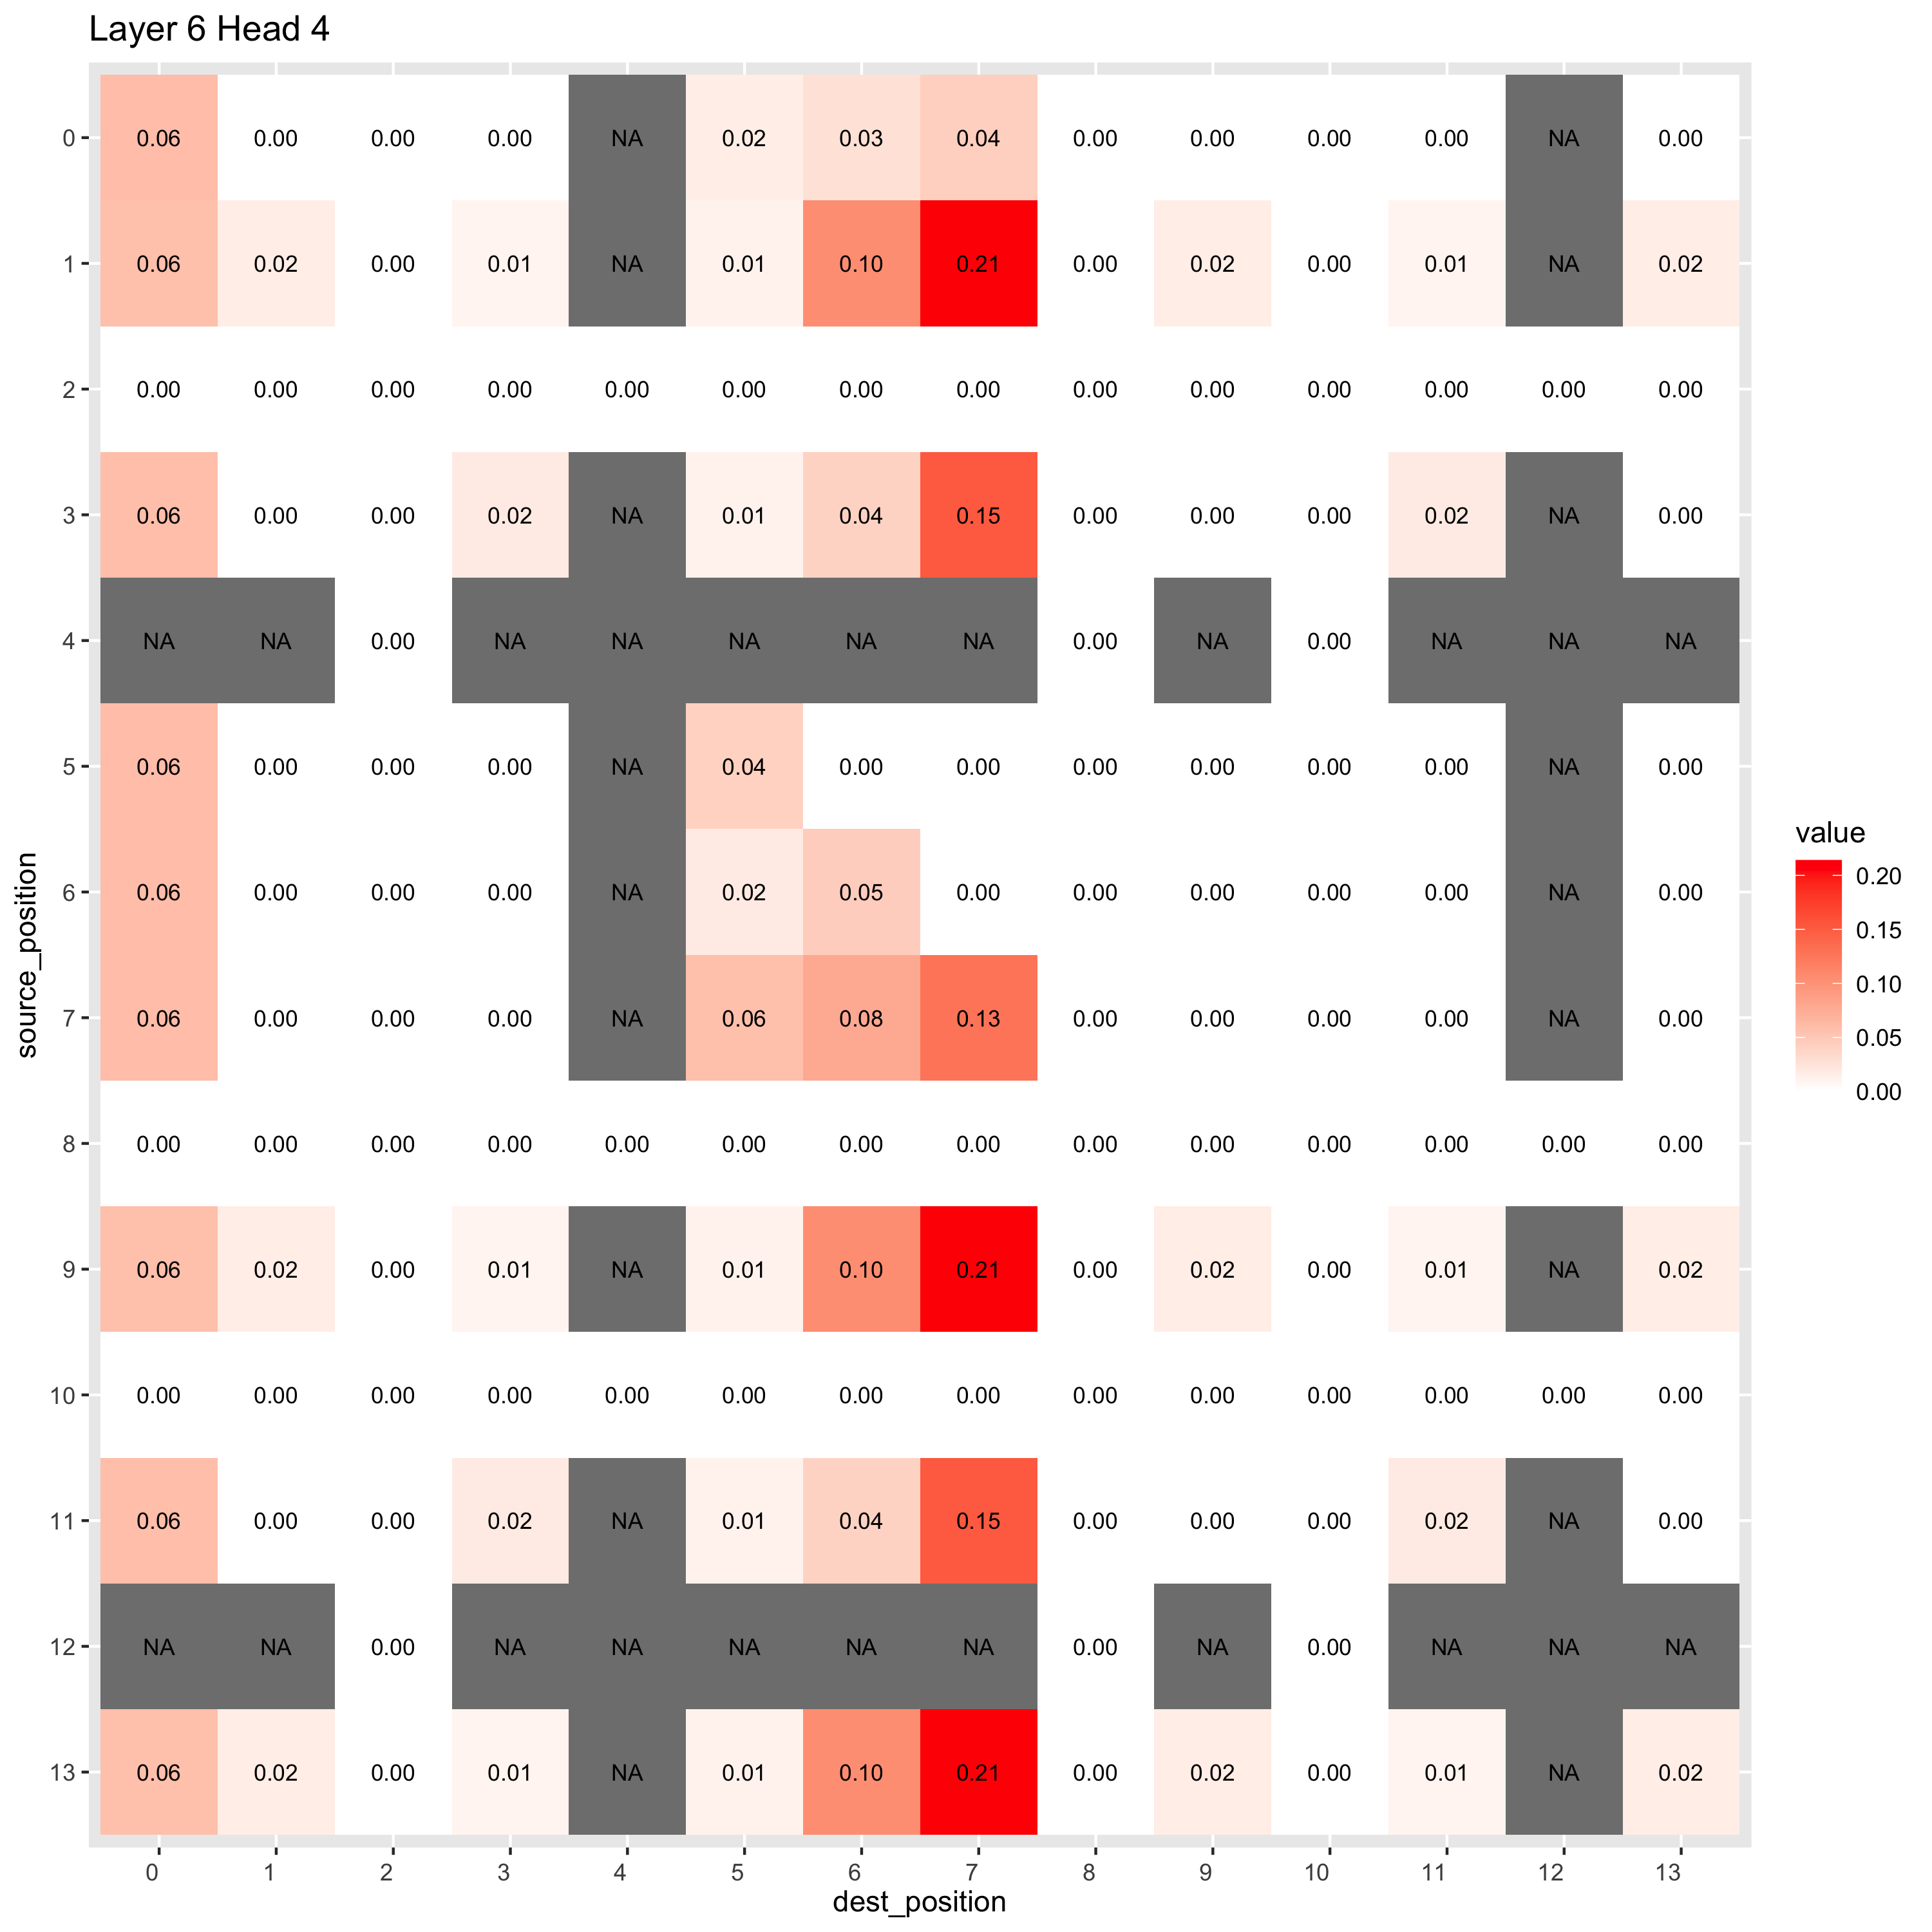 Layer 6 Head 4
0 0.06 0.00 0.00 0.00 NA 0.02 0.03 0.04 0.00 0.00 0.00 0.00 NA 0.00
1 0.06 0.02 0.00 0.01 NA 0.01 0.10 0.21 0.00 0.02 0.00 0.01 NA 0.02
2 0.00 0.00 0.00 0.00 0.00 0.00 0.00 0.00 0.00 0.00 0.00 0.00 0.00 0.00
3 0.06 0.00 0.00 0.02 NA 0.01 0.04 0.15 0.00 0.00 0.00 0.02 NA 0.00
4 NA NA 0.00 NA NA NA NA NA 0.00 NA 0.00 NA NA NA
5 0.06 0.00 0.00 0.00 NA 0.04 0.00 0.00 0.00 0.00 0.00 0.00 NA 0.00
6 0.06 0.00 0.00 0.00 NA 0.02 0.05 0.00 0.00 0.00 0.00 0.00 NA 0.00
7 0.06 0.00 0.00 0.00 NA 0.06 0.08 0.13 0.00 0.00 0.00 0.00 NA 0.00
8 0.00 0.00 0.00 0.00 0.00 0.00 0.00 0.00 0.00 0.00 0.00 0.00 0.00 0.00
9 0.06 0.02 0.00 0.01 NA 0.01 0.10 0.21 0.00 0.02 0.00 0.01 NA 0.02
10 0.00 0.00 0.00 0.00 0.00 0.00 0.00 0.00 0.00 0.00 0.00 0.00 0.00 0.00
11 0.06 0.00 0.00 0.02 NA 0.01 0.04 0.15 0.00 0.00 0.00 0.02 NA 0.00
12 NA NA 0.00 NA NA NA NA NA 0.00 NA 0.00 NA NA NA
13 0.06 0.02 0.00 0.01 NA 0.01 0.10 0.21 0.00 0.02 0.00 0.01 NA 0.02
0 1 2 3 4 5 6 7 8 9 10 11 12 13
dest_position
source_position
value
0.20
0.15
0.10
0.05
0.00